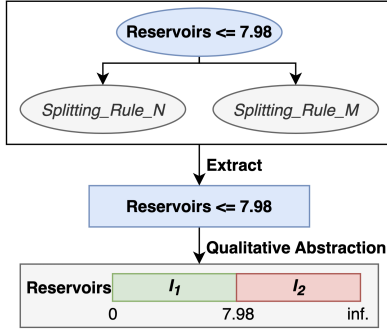 Reservoirs <= 7.98
Splitting_Rule_N
Splitting_Rule_M
Extract
Reservoirs <= 7.98
Qualitative Abstraction
Reservoirs I1 I2
0 7.98 inf.